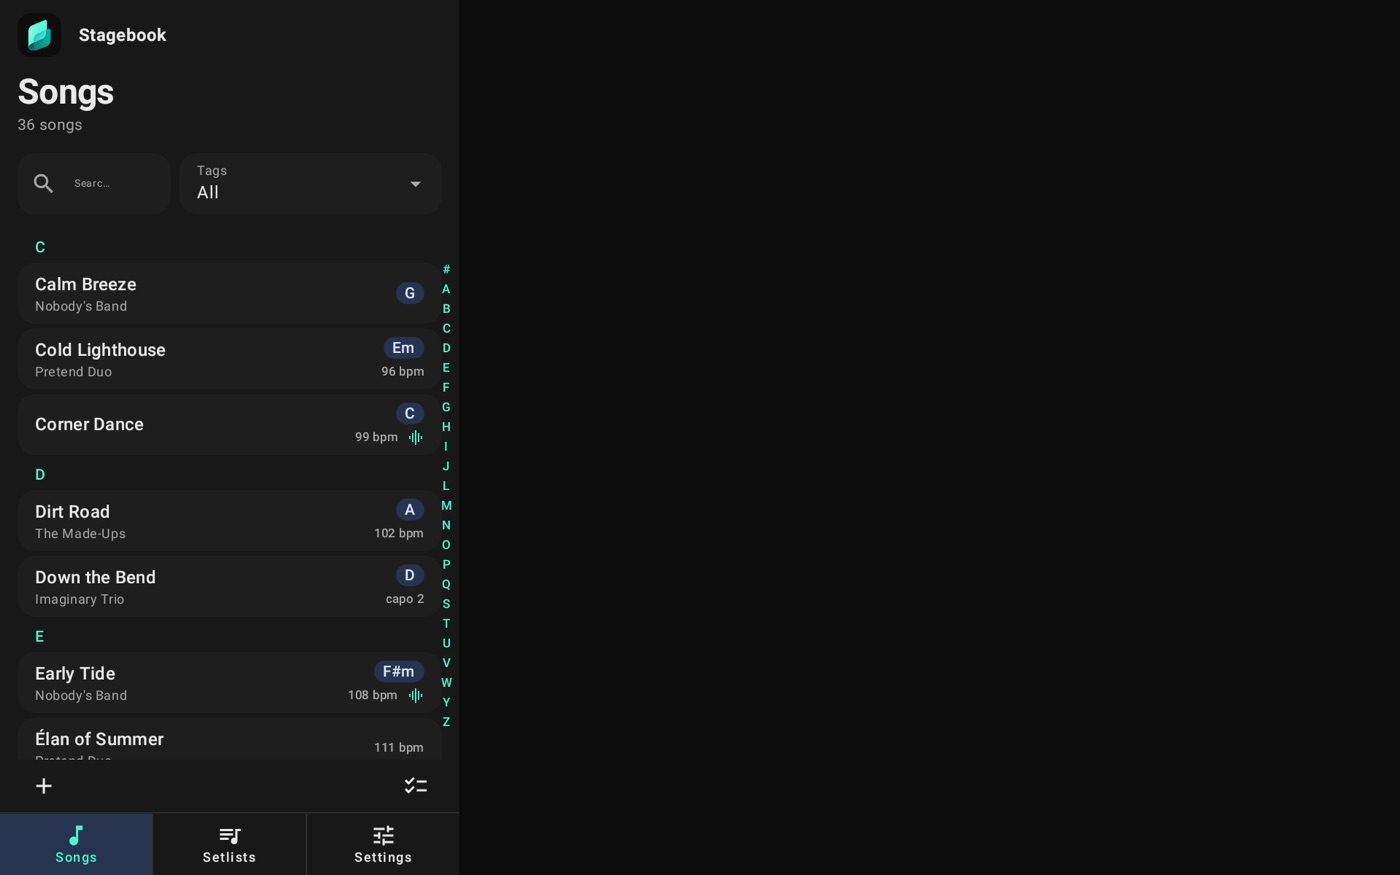 Stagebook
Songs
36 songs
Searc…
Tags
All
C
Calm Breeze
Nobody's Band
G
Cold Lighthouse
Pretend Duo
Em
96 bpm
Corner Dance
C
99 bpm
D
Dirt Road
The Made-Ups
A
102 bpm
Down the Bend
Imaginary Trio
D
capo 2
E
Early Tide
Nobody's Band
F#m
108 bpm
Élan of Summer
Pretend Duo
111 bpm
#
A
B
C
D
E
F
G
H
I
J
L
M
N
O
P
Q
S
T
U
V
W
Y
Z
Songs
Setlists
Settings